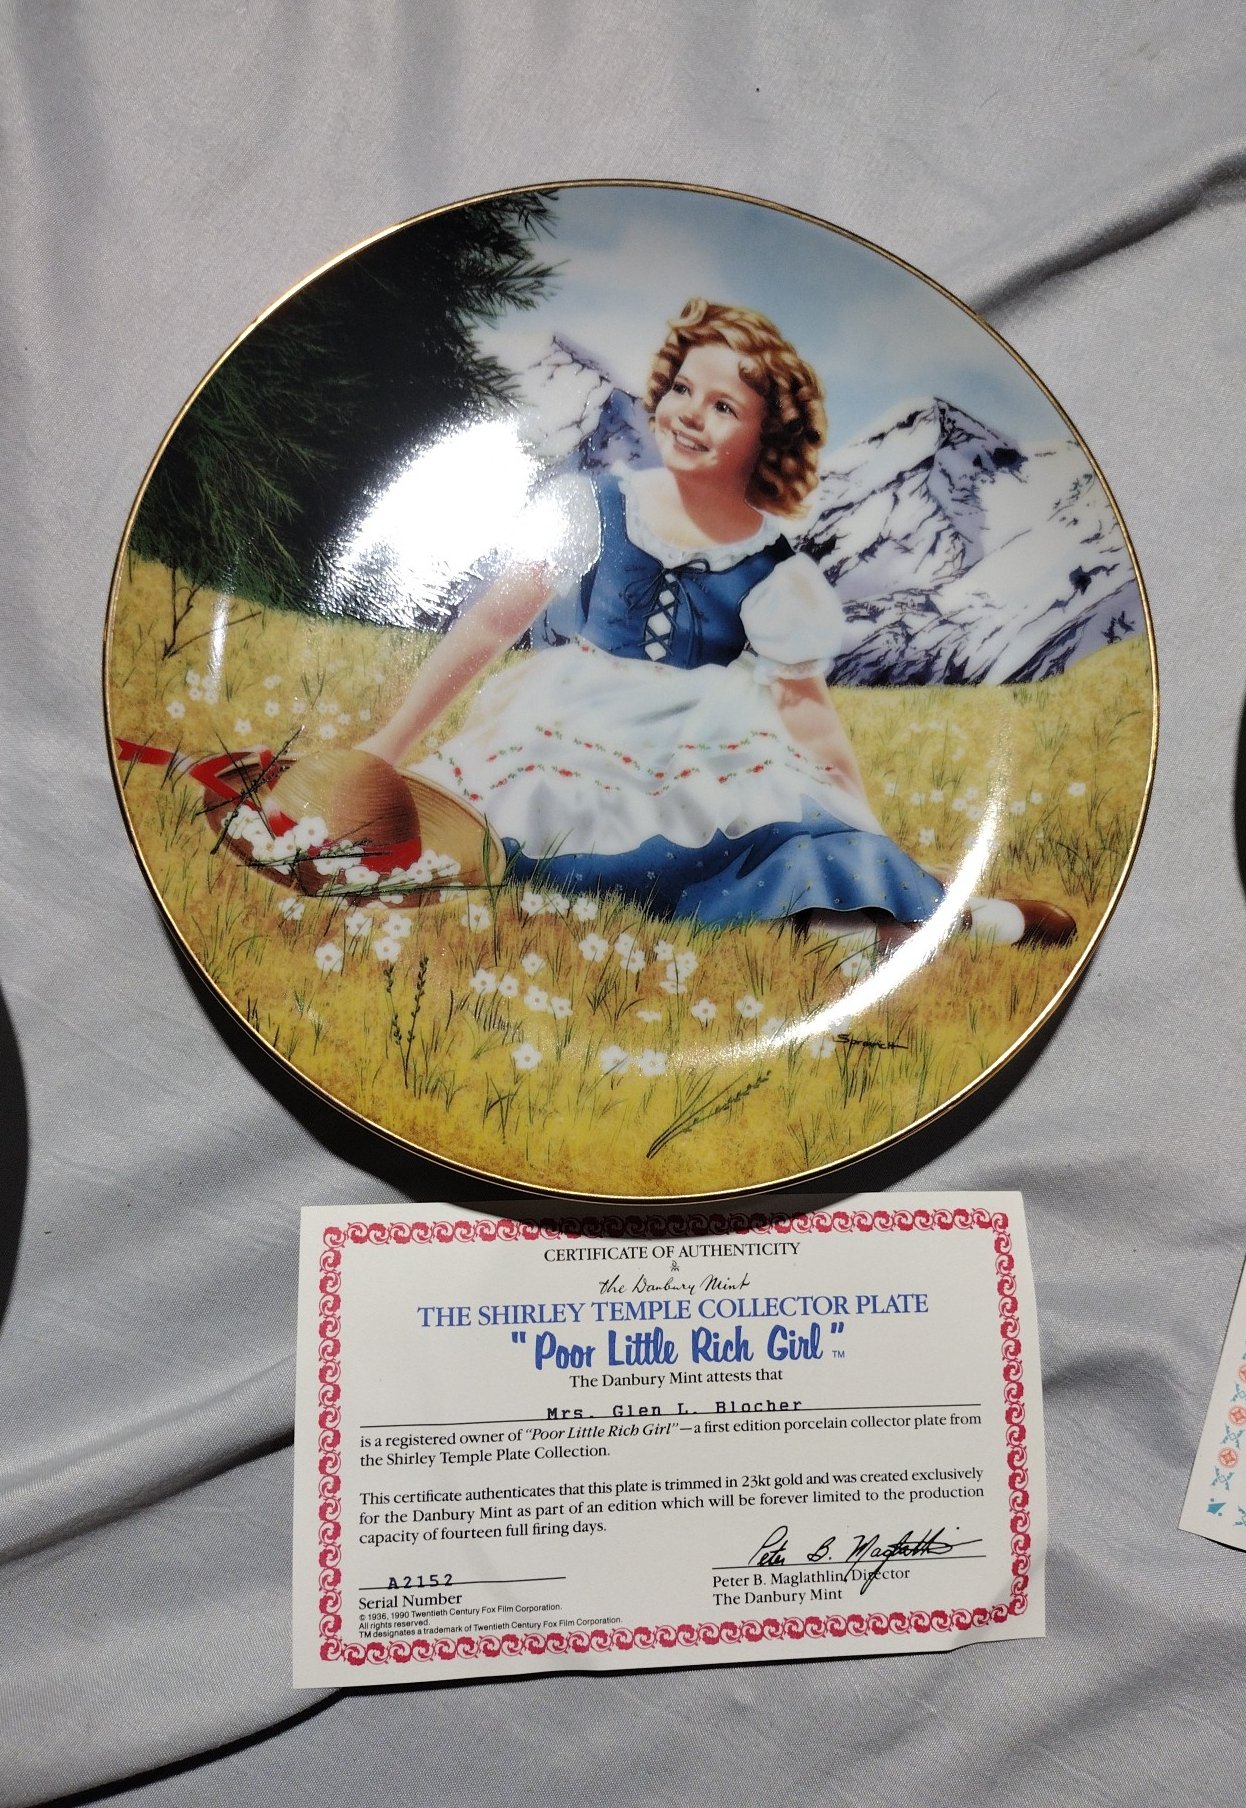 Spravch
CERTIFICATE OF AUTHENTICITY
the Danbury Mint
THE SHIRLEY TEMPLE COLLECTOR PLATE
"Poor Little Rich Girl" ™
The Danbury Mint attests that
Mrs. Glen L. Blocher
is a registered owner of "Poor Little Rich Girl"—a first edition porcelain collector plate from
the Shirley Temple Plate Collection.
This certificate authenticates that this plate is trimmed in 23kt gold and was created exclusively
for the Danbury Mint as part of an edition which will be forever limited to the production
capacity of fourteen full firing days.
Peter B. Maglathlin
A2152
Serial Number
Peter B. Maglathlin, Director
The Danbury Mint
© 1936, 1990 Twentieth Century Fox Film Corporation.
All rights reserved.
TM designates a trademark of Twentieth Century Fox Film Corporation.